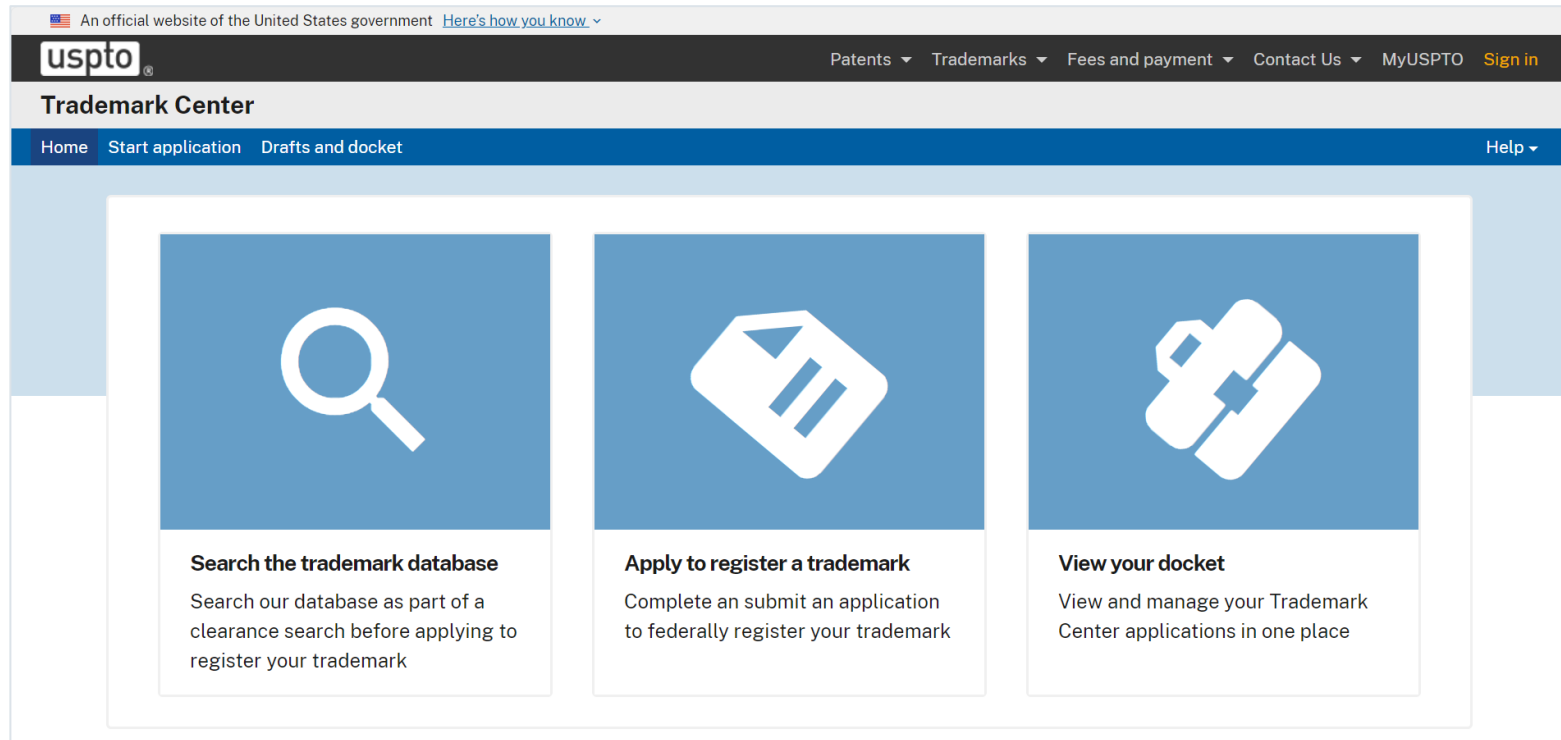 An official website of the United States government Here's how you know
uspto ®
Patents Trademarks Fees and payment Contact Us MyUSPTO Sign in
Trademark Center
Home Start application Drafts and docket Help
Search the trademark database
Search our database as part of a
clearance search before applying to
register your trademark
Apply to register a trademark
Complete an submit an application
to federally register your trademark
View your docket
View and manage your Trademark
Center applications in one place